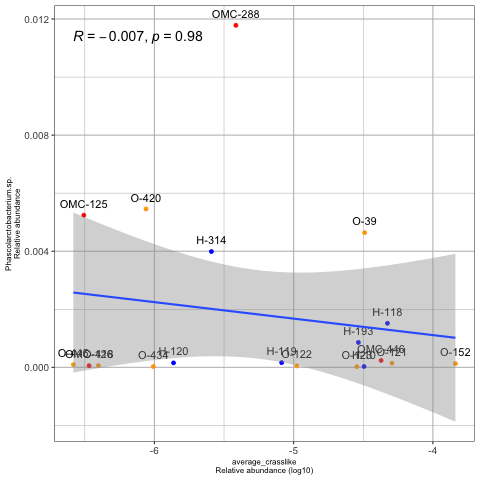 OMC-288
0.012
R = −0.007, p = 0.98
0.008
OMC-125
O-420
O-39
H-314
0.004
Phascolarctobacterium.sp.
Relative abundance
H-118
H-193
OMC-446
O-434
H-120
H-119
O-122
O-121
O-152
0.000
-6
-5
-4
average_crasslike
Relative abundance (log10)